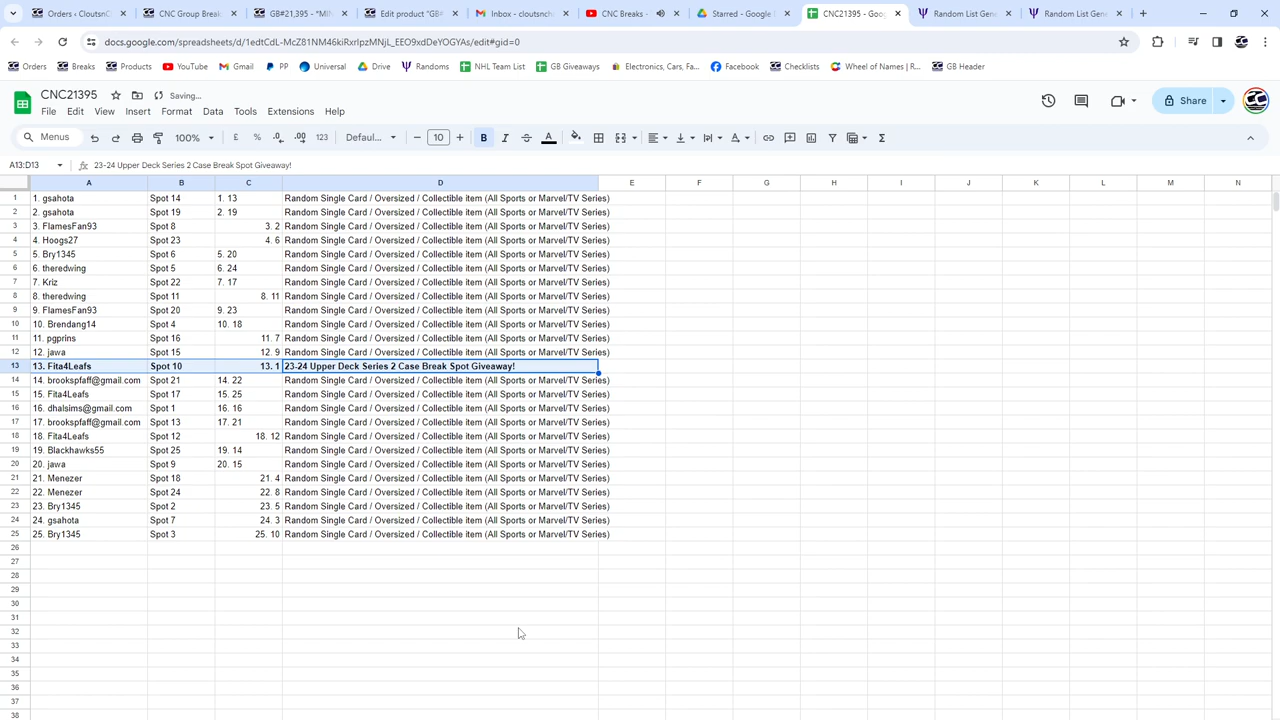 Orders ‹ CloutsnC
CNC Group Break
GB#21,395 - *MIN
Edit product "GB
Inbox - cloutsnch
CNC Breaks -
Starred - Google D
CNC21395 - Goog
Random List Gene
Random List Gene
docs.google.com/spreadsheets/d/1edtCdL-McZ81NM46kiRxrlpzMNjL_EEO9xdDeYOGYAs/edit#gid=0
Orders Breaks Products YouTube Gmail PP Universal Drive Randoms NHL Team List GB Giveaways Electronics, Cars, Fa... Facebook Checklists Wheel of Names | R... GB Header
CNC21395 Saving...
File Edit View Insert Format Data Tools Extensions Help
Share
Menus 100% £ % .0 .00 123 Defaul... 10 B I A
A13:D13 fx 23-24 Upper Deck Series 2 Case Break Spot Giveaway!
A B C D E F G H I J K L M N
1 1. gsahota Spot 14 1. 13 Random Single Card / Oversized / Collectible item (All Sports or Marvel/TV Series)
2 2. gsahota Spot 19 2. 19 Random Single Card / Oversized / Collectible item (All Sports or Marvel/TV Series)
3 3. FlamesFan93 Spot 8 3. 2 Random Single Card / Oversized / Collectible item (All Sports or Marvel/TV Series)
4 4. Hoogs27 Spot 23 4. 6 Random Single Card / Oversized / Collectible item (All Sports or Marvel/TV Series)
5 5. Bry1345 Spot 6 5. 20 Random Single Card / Oversized / Collectible item (All Sports or Marvel/TV Series)
6 6. theredwing Spot 5 6. 24 Random Single Card / Oversized / Collectible item (All Sports or Marvel/TV Series)
7 7. Kriz Spot 22 7. 17 Random Single Card / Oversized / Collectible item (All Sports or Marvel/TV Series)
8 8. theredwing Spot 11 8. 11 Random Single Card / Oversized / Collectible item (All Sports or Marvel/TV Series)
9 9. FlamesFan93 Spot 20 9. 23 Random Single Card / Oversized / Collectible item (All Sports or Marvel/TV Series)
10 10. Brendang14 Spot 4 10. 18 Random Single Card / Oversized / Collectible item (All Sports or Marvel/TV Series)
11 11. pgprins Spot 16 11. 7 Random Single Card / Oversized / Collectible item (All Sports or Marvel/TV Series)
12 12. jawa Spot 15 12. 9 Random Single Card / Oversized / Collectible item (All Sports or Marvel/TV Series)
13 13. Fita4Leafs Spot 10 13. 1 23-24 Upper Deck Series 2 Case Break Spot Giveaway!
14 14. brookspfaff@gmail.com Spot 21 14. 22 Random Single Card / Oversized / Collectible item (All Sports or Marvel/TV Series)
15 15. Fita4Leafs Spot 17 15. 25 Random Single Card / Oversized / Collectible item (All Sports or Marvel/TV Series)
16 16. dhalsims@gmail.com Spot 1 16. 16 Random Single Card / Oversized / Collectible item (All Sports or Marvel/TV Series)
17 17. brookspfaff@gmail.com Spot 13 17. 21 Random Single Card / Oversized / Collectible item (All Sports or Marvel/TV Series)
18 18. Fita4Leafs Spot 12 18. 12 Random Single Card / Oversized / Collectible item (All Sports or Marvel/TV Series)
19 19. Blackhawks55 Spot 25 19. 14 Random Single Card / Oversized / Collectible item (All Sports or Marvel/TV Series)
20 20. jawa Spot 9 20. 15 Random Single Card / Oversized / Collectible item (All Sports or Marvel/TV Series)
21 21. Menezer Spot 18 21. 4 Random Single Card / Oversized / Collectible item (All Sports or Marvel/TV Series)
22 22. Menezer Spot 24 22. 8 Random Single Card / Oversized / Collectible item (All Sports or Marvel/TV Series)
23 23. Bry1345 Spot 2 23. 5 Random Single Card / Oversized / Collectible item (All Sports or Marvel/TV Series)
24 24. gsahota Spot 7 24. 3 Random Single Card / Oversized / Collectible item (All Sports or Marvel/TV Series)
25 25. Bry1345 Spot 3 25. 10 Random Single Card / Oversized / Collectible item (All Sports or Marvel/TV Series)
26
27
28
29
30
31
32
33
34
35
36
37
38